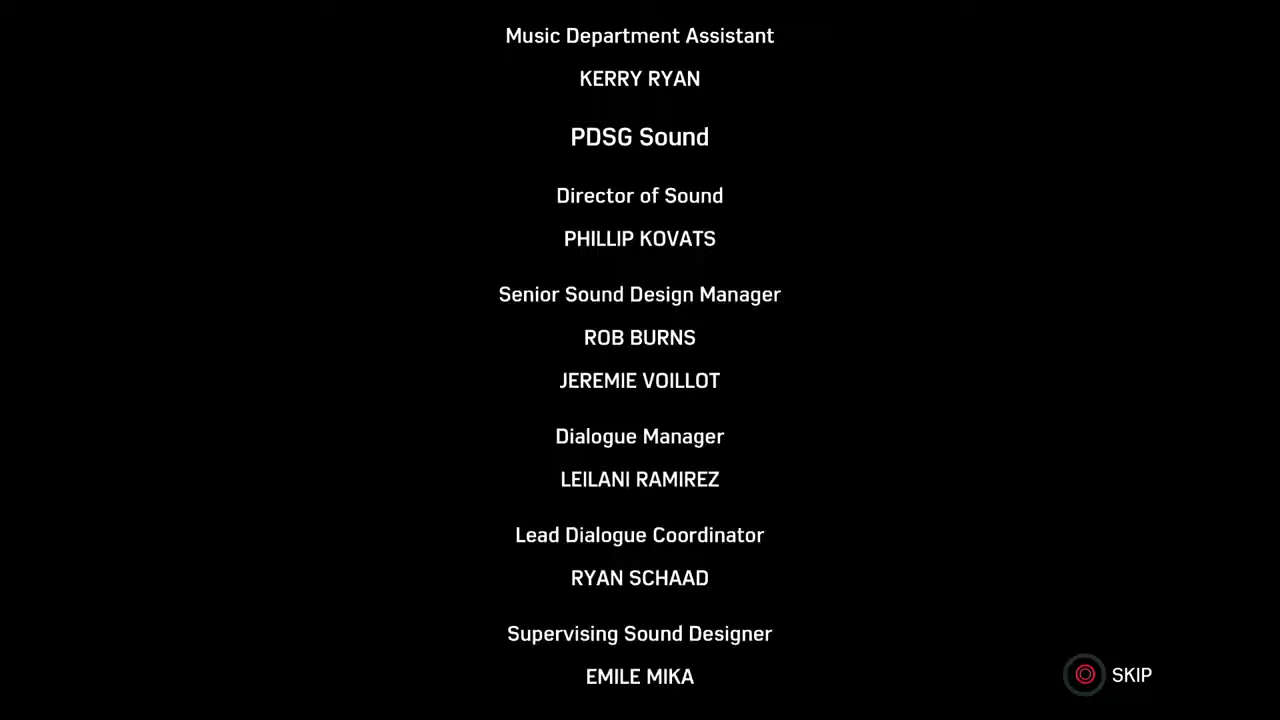 Music Department Assistant
KERRY RYAN
PDSG Sound
Director of Sound
PHILLIP KOVATS
Senior Sound Design Manager
ROB BURNS
JEREMIE VOILLOT
Dialogue Manager
LEILANI RAMIREZ
Lead Dialogue Coordinator
RYAN SCHAAD
Supervising Sound Designer
EMILE MIKA
SKIP